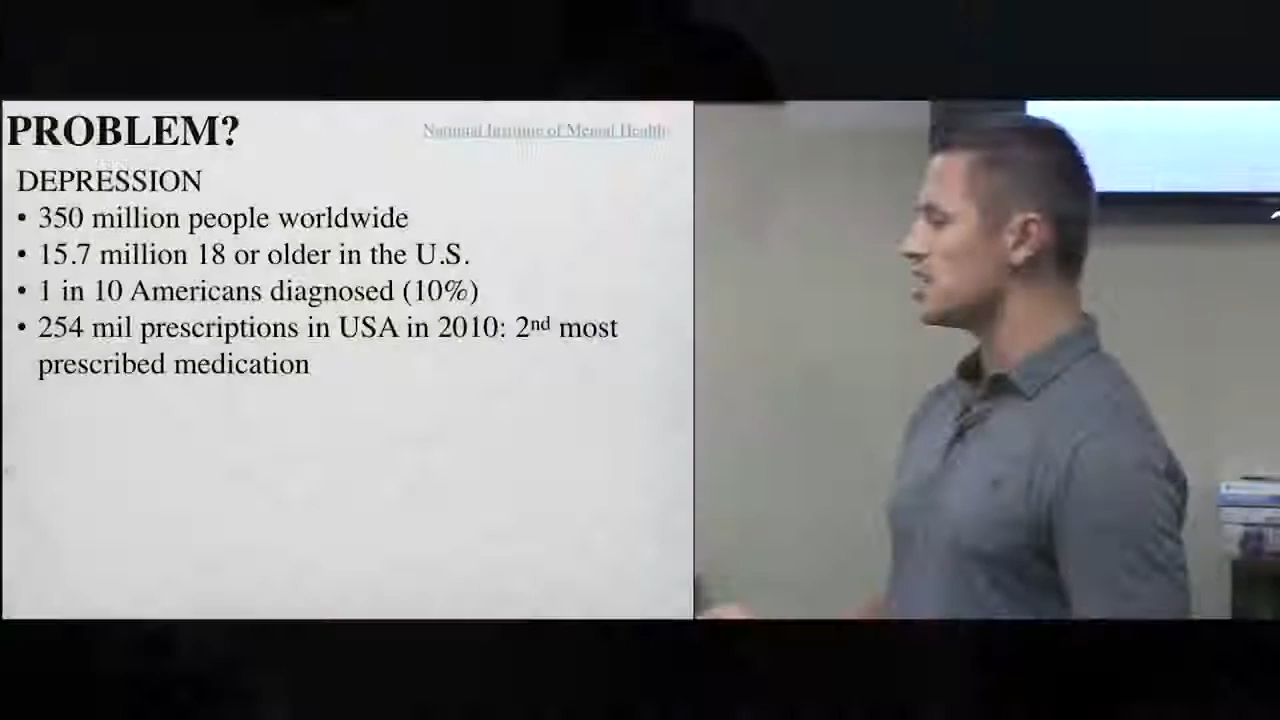 PROBLEM?
National Institute of Mental Health
DEPRESSION
• 350 million people worldwide
• 15.7 million 18 or older in the U.S.
• 1 in 10 Americans diagnosed (10%)
• 254 mil prescriptions in USA in 2010: 2nd most
prescribed medication